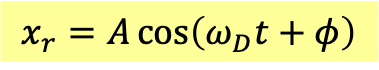 x_r = A cos(ω_D t + ϕ)